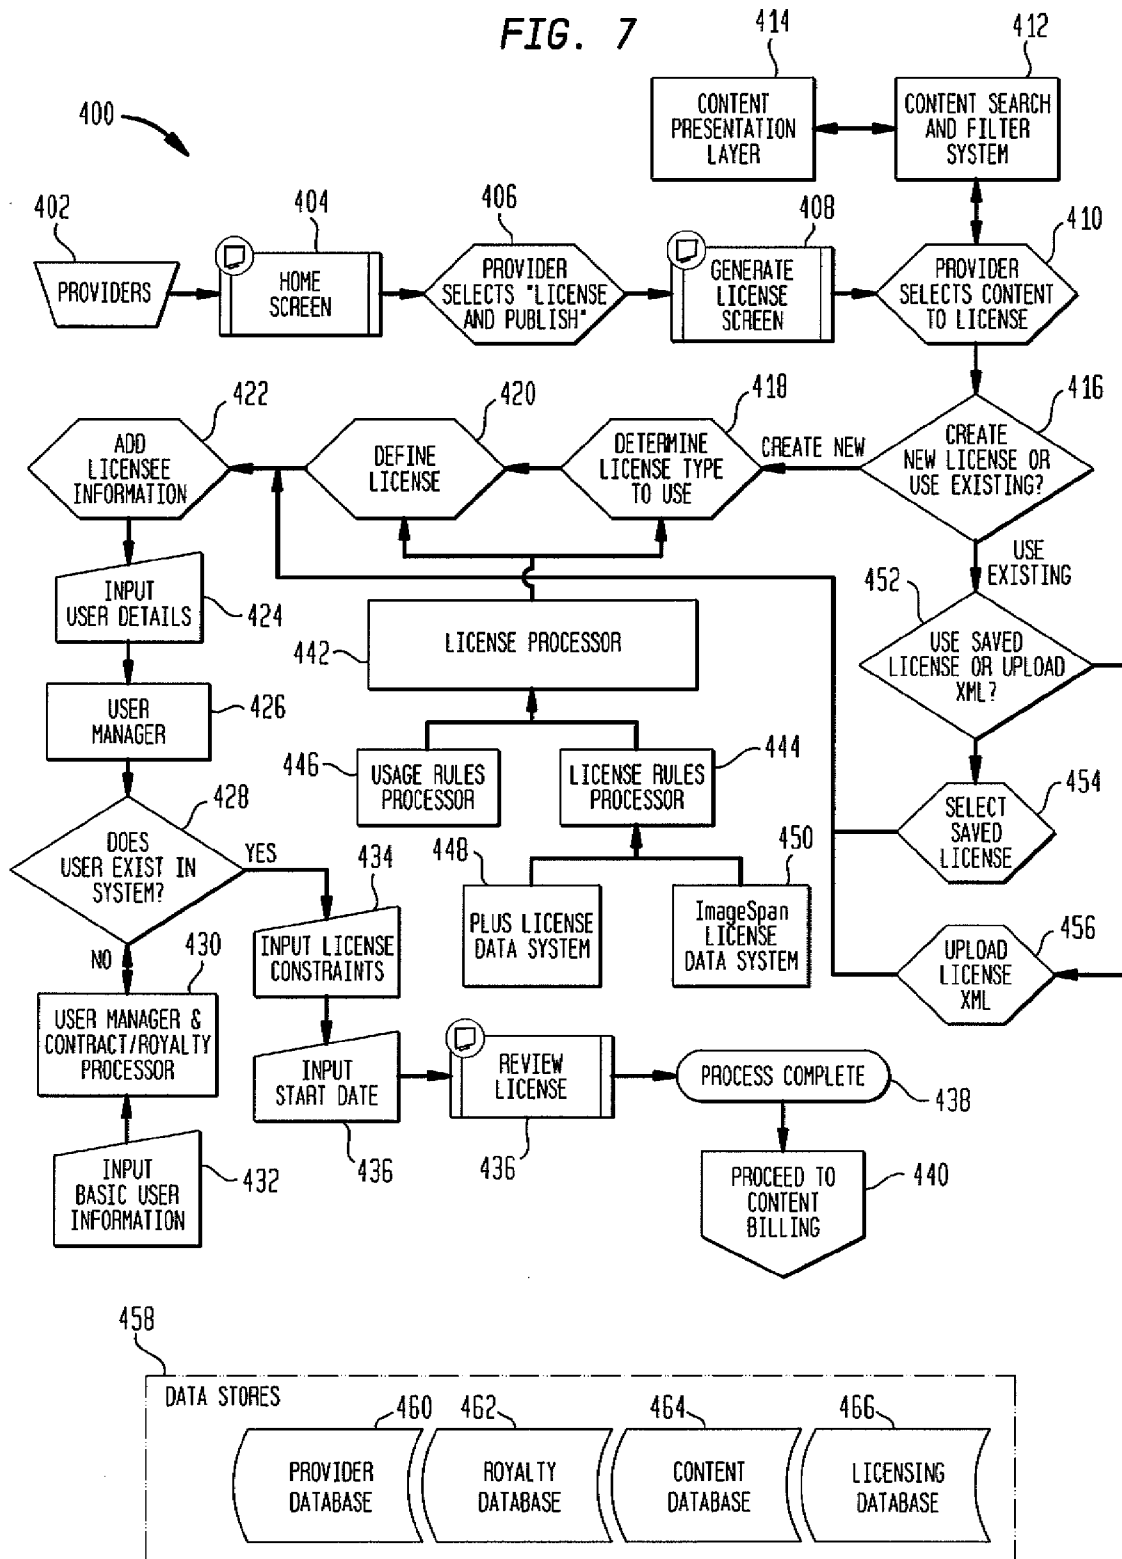 FIG. 7
414
412
CONTENT
PRESENTATION
LAYER
CONTENT SEARCH
AND FILTER
SYSTEM
400
402
404
406
408
410
PROVIDERS
HOME
SCREEN
PROVIDER
SELECTS "LICENSE
AND PUBLISH"
GENERATE
LICENSE
SCREEN
PROVIDER
SELECTS CONTENT
TO LICENSE
422
420
418
416
ADD
LICENSEE
INFORMATION
DEFINE
LICENSE
DETERMINE
LICENSE TYPE
TO USE
CREATE NEW
CREATE
NEW LICENSE OR
USE EXISTING?
USE
EXISTING
INPUT
USER DETAILS
424
442
LICENSE PROCESSOR
452
USE SAVED
LICENSE OR UPLOAD
XML?
USER
MANAGER
426
446
USAGE RULES
PROCESSOR
LICENSE RULES
PROCESSOR
444
454
SELECT
SAVED
LICENSE
428
DOES
USER EXIST IN
SYSTEM?
YES
434
448
450
INPUT LICENSE
CONSTRAINTS
PLUS LICENSE
DATA SYSTEM
ImageSpan
LICENSE
DATA SYSTEM
456
UPLOAD
LICENSE
XML
NO
430
USER MANAGER &
CONTRACT/ROYALTY
PROCESSOR
INPUT
START DATE
436
REVIEW
LICENSE
436
PROCESS COMPLETE
438
INPUT
BASIC USER
INFORMATION
432
PROCEED TO
CONTENT
BILLING
440
458
DATA STORES
460
462
464
466
PROVIDER
DATABASE
ROYALTY
DATABASE
CONTENT
DATABASE
LICENSING
DATABASE